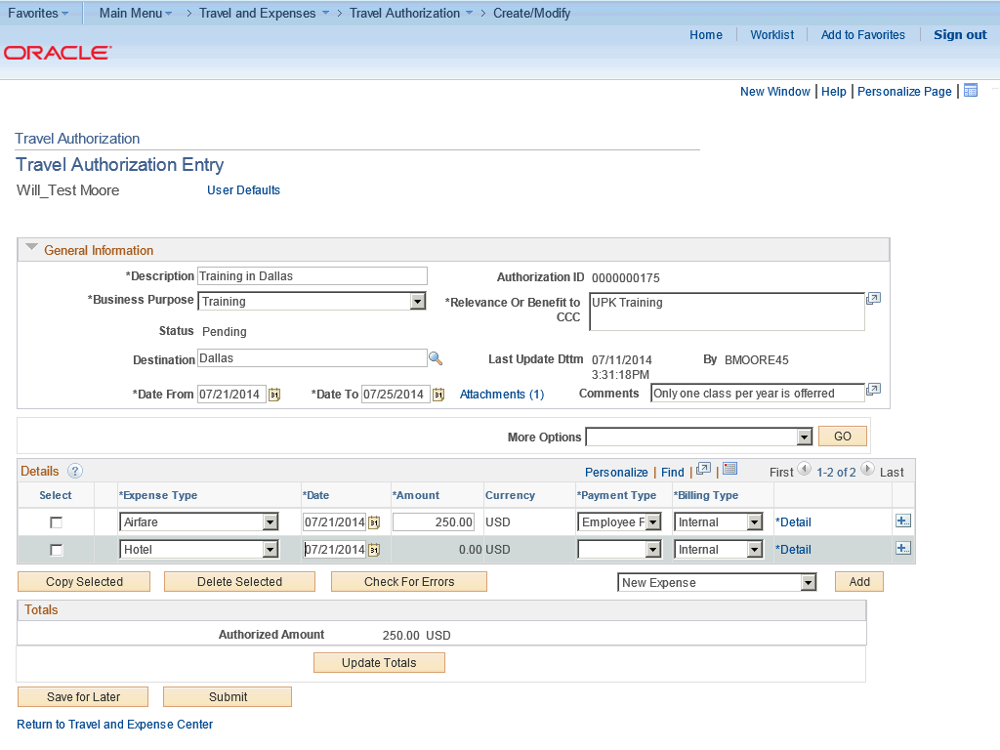 Favorites Main Menu > Travel and Expenses > Travel Authorization > Create/Modify
Home Worklist Add to Favorites Sign out
ORACLE
New Window | Help | Personalize Page |
Travel Authorization
Travel Authorization Entry
Will_Test Moore User Defaults
General Information
*Description Training in Dallas Authorization ID 0000000175
*Business Purpose Training *Relevance Or Benefit to CCC UPK Training
Status Pending
Destination Dallas Last Update Dttm 07/11/2014 3:31:18PM By BMOORE45
*Date From 07/21/2014 31 *Date To 07/25/2014 31 Attachments (1) Comments Only one class per year is offerred
More Options GO
Details ? Personalize | Find | | First 1-2 of 2 Last
Select *Expense Type *Date *Amount Currency *Payment Type *Billing Type
Airfare 07/21/2014 31 250.00 USD Employee F Internal *Detail
Hotel 07/21/2014 31 0.00 USD Internal *Detail
Copy Selected Delete Selected Check For Errors New Expense Add
Totals
Authorized Amount 250.00 USD
Update Totals
Save for Later Submit
Return to Travel and Expense Center